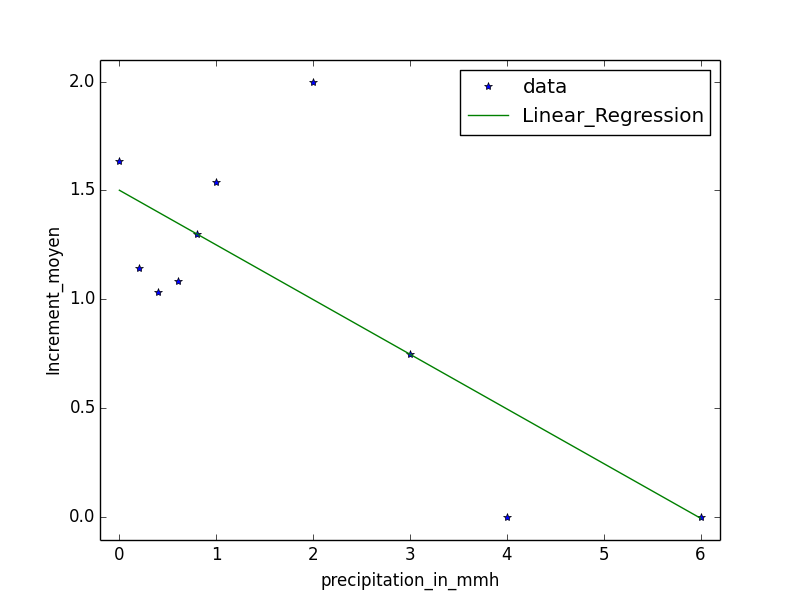 data
Linear_Regression
2.0
1.5
1.0
0.5
0.0
Increment_moyen
0 1 2 3 4 5 6
precipitation_in_mmh